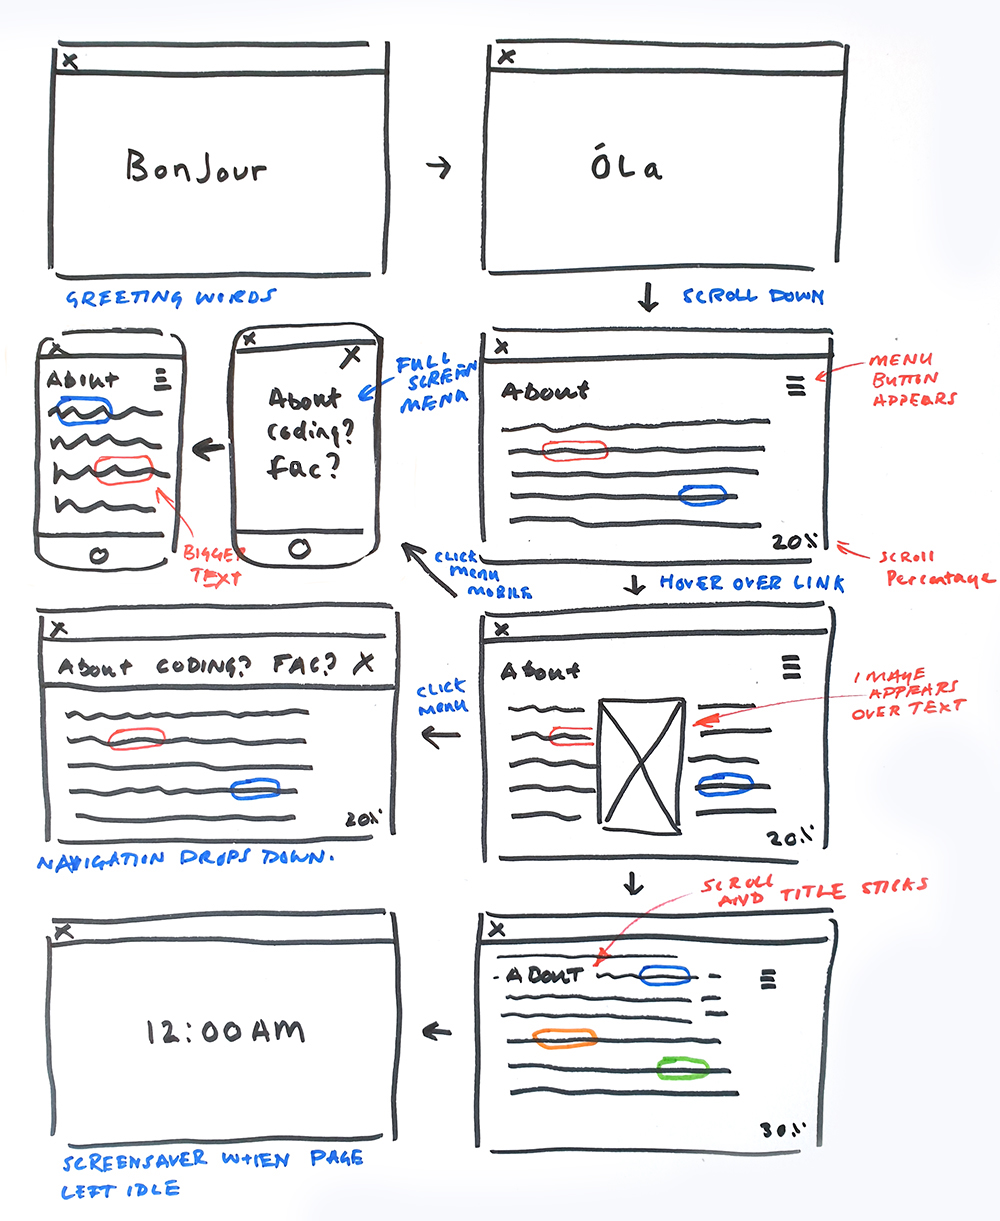 x
BonJour
x
ÓLa
GREETING WORDS
SCROLL DOWN
x
About
BIGGER
TEXT
x
X
About
coding?
Fac?
FULL
SCREEN
MENU
x
About
20%
MENU
BUTTON
APPEARS
SCROLL
Percentage
CLICK
MENU
MOBILE
HOVER OVER LINK
x
About CODING? FAC? X
20%
NAVIGATION DROPS DOWN.
CLICK
MENU
x
About
20%
IMAGE
APPEARS
OVER TEXT
SCROLL
AND TITLE STICKS
x
12:00AM
SCREENSAVER WHEN PAGE
LEFT IDLE
x
ABOUT
30%